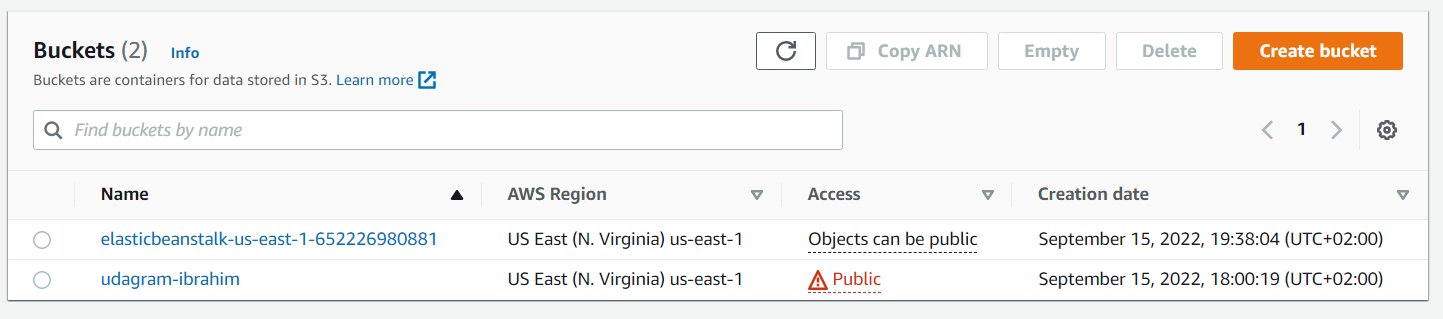 Buckets (2) Info
Copy ARN
Empty
Delete
Create bucket
Buckets are containers for data stored in S3. Learn more
Find buckets by name
1
Name AWS Region Access Creation date
elasticbeanstalk-us-east-1-652226980881 US East (N. Virginia) us-east-1 Objects can be public September 15, 2022, 19:38:04 (UTC+02:00)
udagram-ibrahim US East (N. Virginia) us-east-1 Public September 15, 2022, 18:00:19 (UTC+02:00)